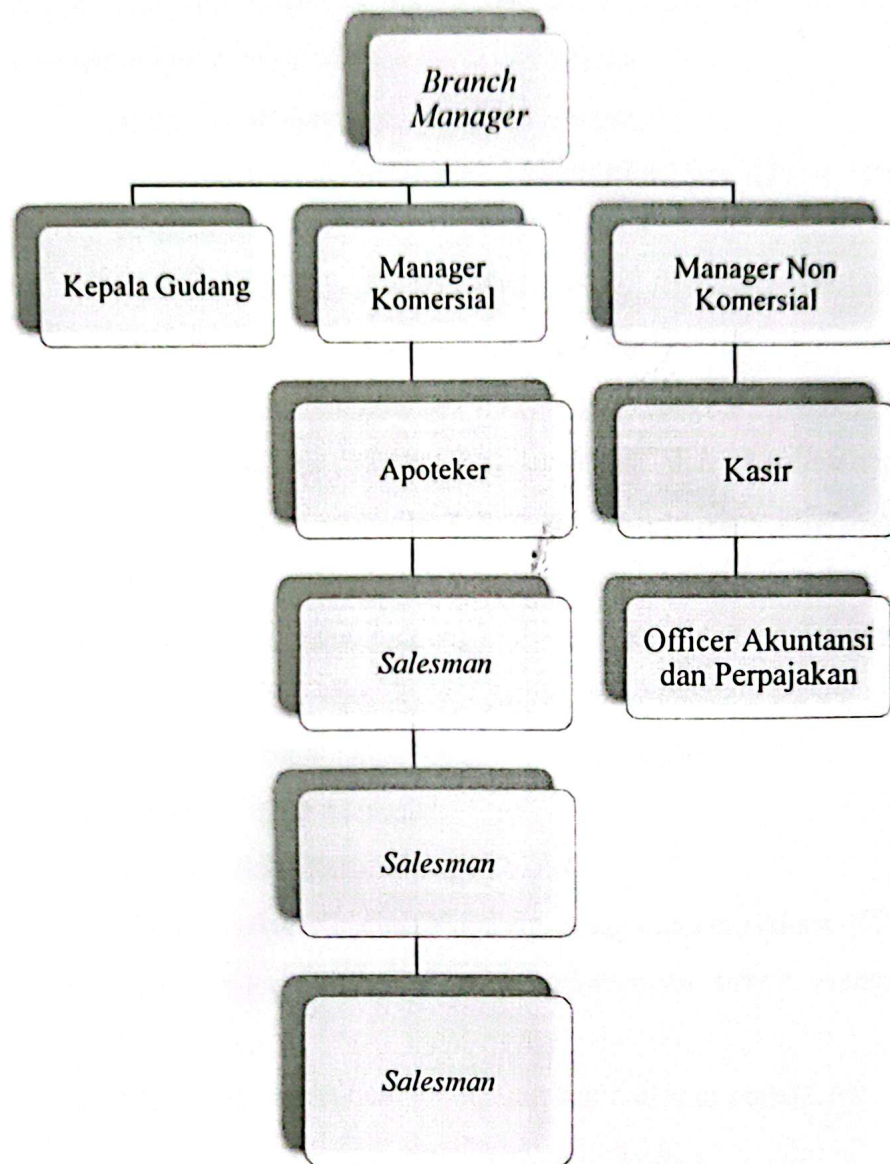 Branch
Manager
Kepala Gudang
Manager
Komersial
Manager Non
Komersial
Apoteker
Kasir
Salesman
Officer Akuntansi
dan Perpajakan
Salesman
Salesman